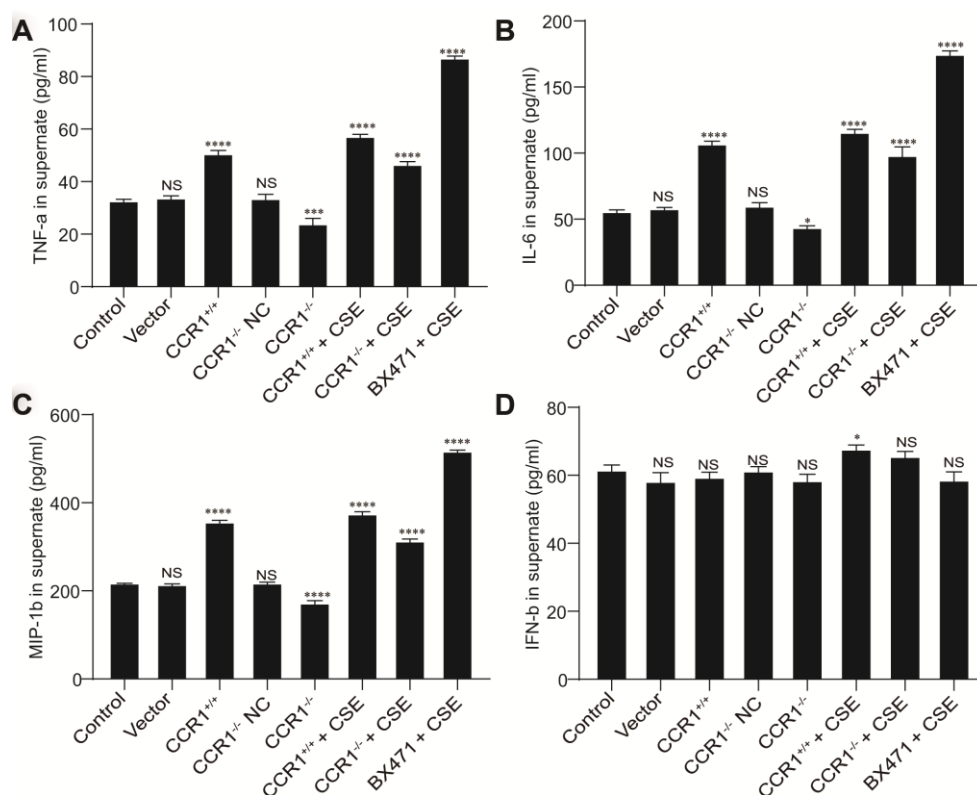 A
TNF-a in supernate (pg/ml)
100
80
60
40
20
0
NS
****
NS
***
****
****
****
Control
Vector
CCR1+/+
CCR1-/- NC
CCR1-/-
CCR1+/+ + CSE
CCR1-/- + CSE
BX471 + CSE
B
IL-6 in supernate (pg/ml)
200
150
100
50
0
NS
****
NS
*
****
****
****
Control
Vector
CCR1+/+
CCR1-/- NC
CCR1-/-
CCR1+/+ + CSE
CCR1-/- + CSE
BX471 + CSE
C
MIP-1b in supernate (pg/ml)
600
400
200
0
NS
****
NS
****
****
****
****
Control
Vector
CCR1+/+
CCR1-/- NC
CCR1-/-
CCR1+/+ + CSE
CCR1-/- + CSE
BX471 + CSE
D
IFN-b in supernate (pg/ml)
80
60
40
20
0
NS
NS
NS
NS
*
NS
NS
Control
Vector
CCR1+/+
CCR1-/- NC
CCR1-/-
CCR1+/+ + CSE
CCR1-/- + CSE
BX471 + CSE